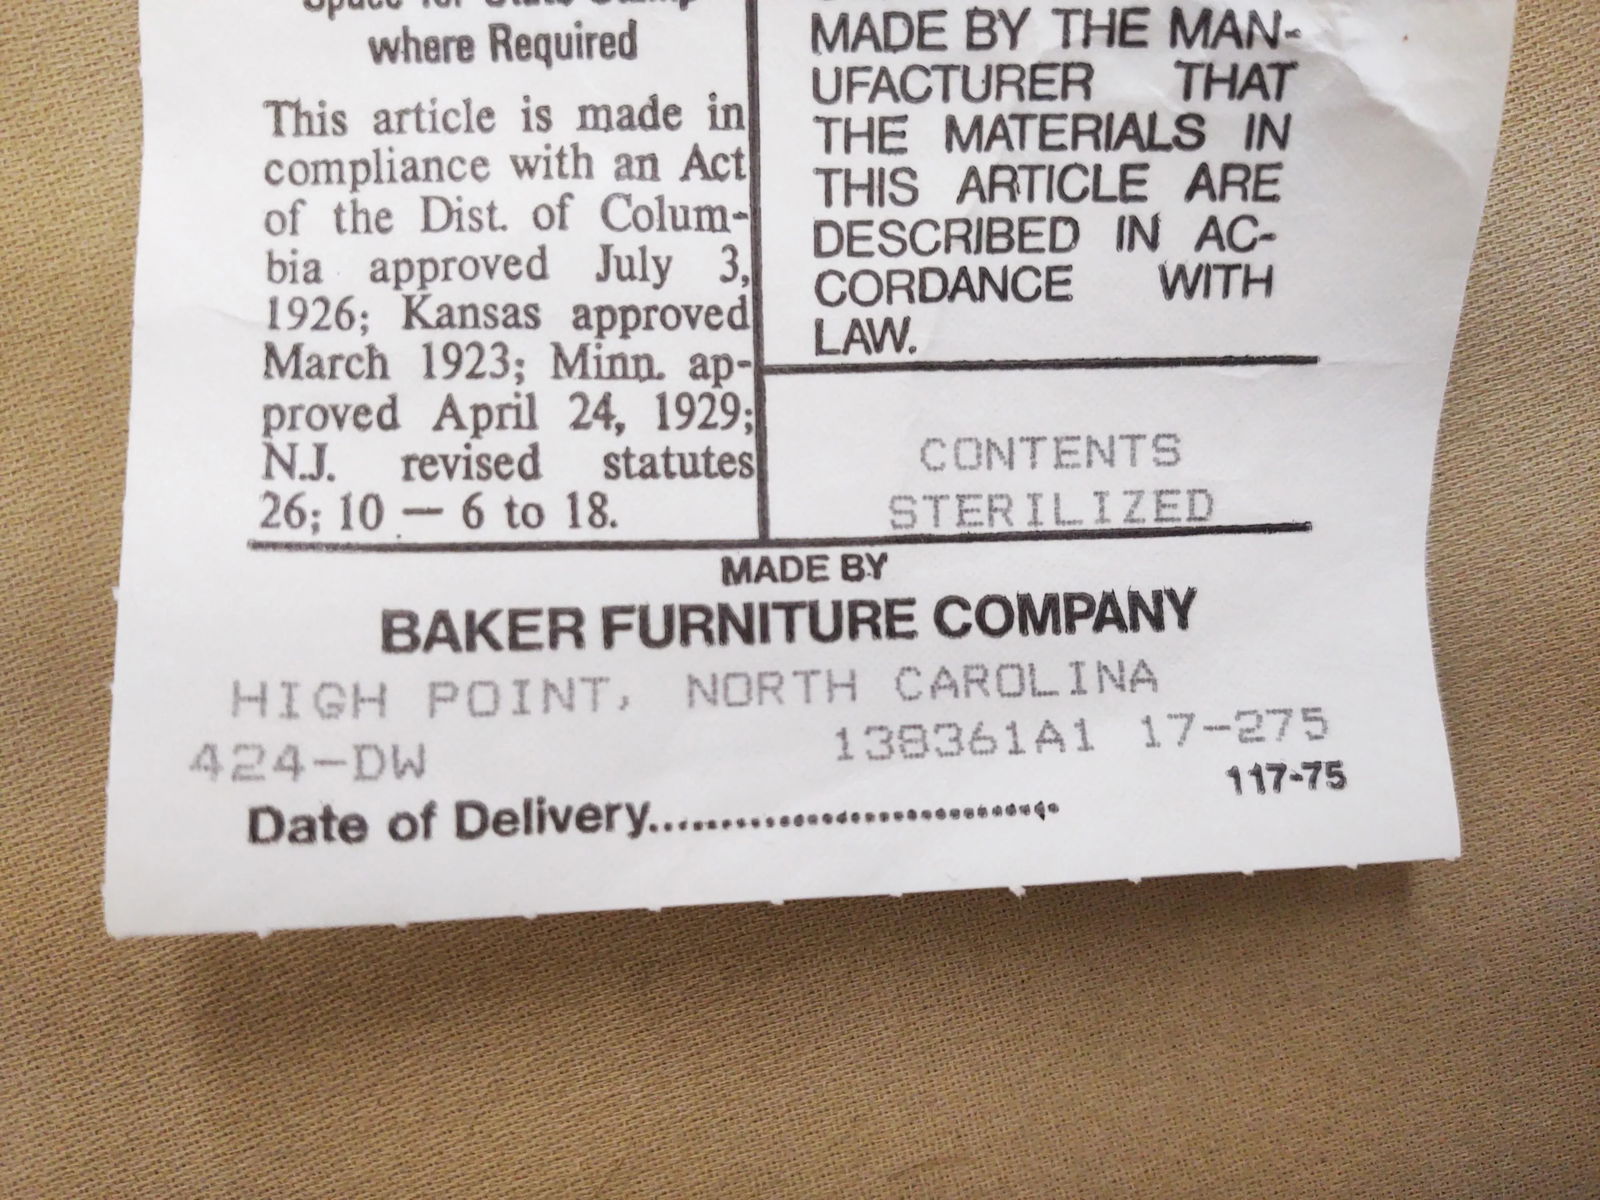 Space for State Stamp
where Required
This article is made in
compliance with an Act
of the Dist. of Colum-
bia approved July 3,
1926; Kansas approved
March 1923; Minn. ap-
proved April 24, 1929;
N.J. revised statutes
26; 10 — 6 to 18.
MADE BY THE MAN-
UFACTURER THAT
THE MATERIALS IN
THIS ARTICLE ARE
DESCRIBED IN AC-
CORDANCE WITH
LAW.
CONTENTS
STERILIZED
MADE BY
BAKER FURNITURE COMPANY
HIGH POINT, NORTH CAROLINA
424-DW 138361A1 17-275
117-75
Date of Delivery........................................